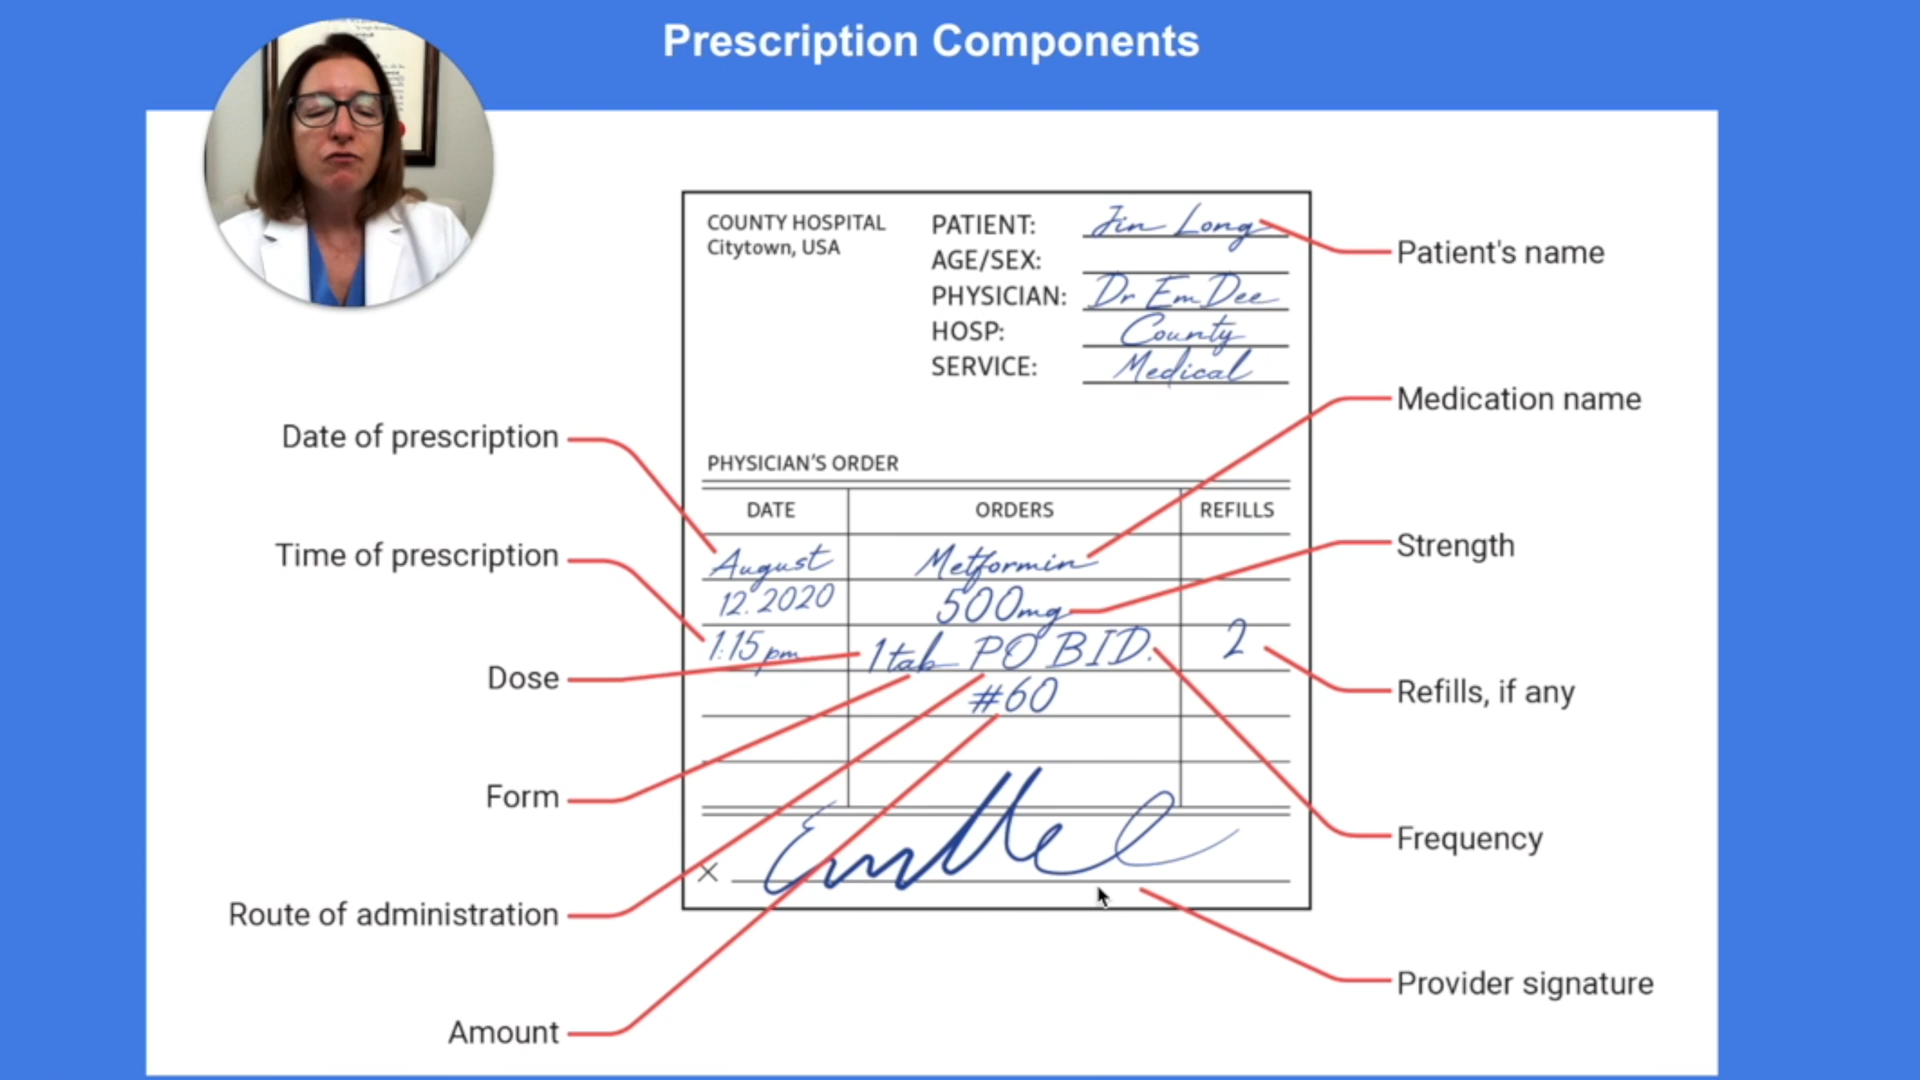 Prescription Components
COUNTY HOSPITAL
Citytown, USA
PATIENT: Jin Long
AGE/SEX:
PHYSICIAN: Dr Em Dee
HOSP: County
SERVICE: Medical
Patient's name
Medication name
Strength
Refills, if any
Frequency
Provider signature
Date of prescription
Time of prescription
Dose
Form
Route of administration
Amount
PHYSICIAN'S ORDER
DATE ORDERS REFILLS
August Metformin
12.2020 500mg
1:15pm 1 tab PO BID. 2
#60
X